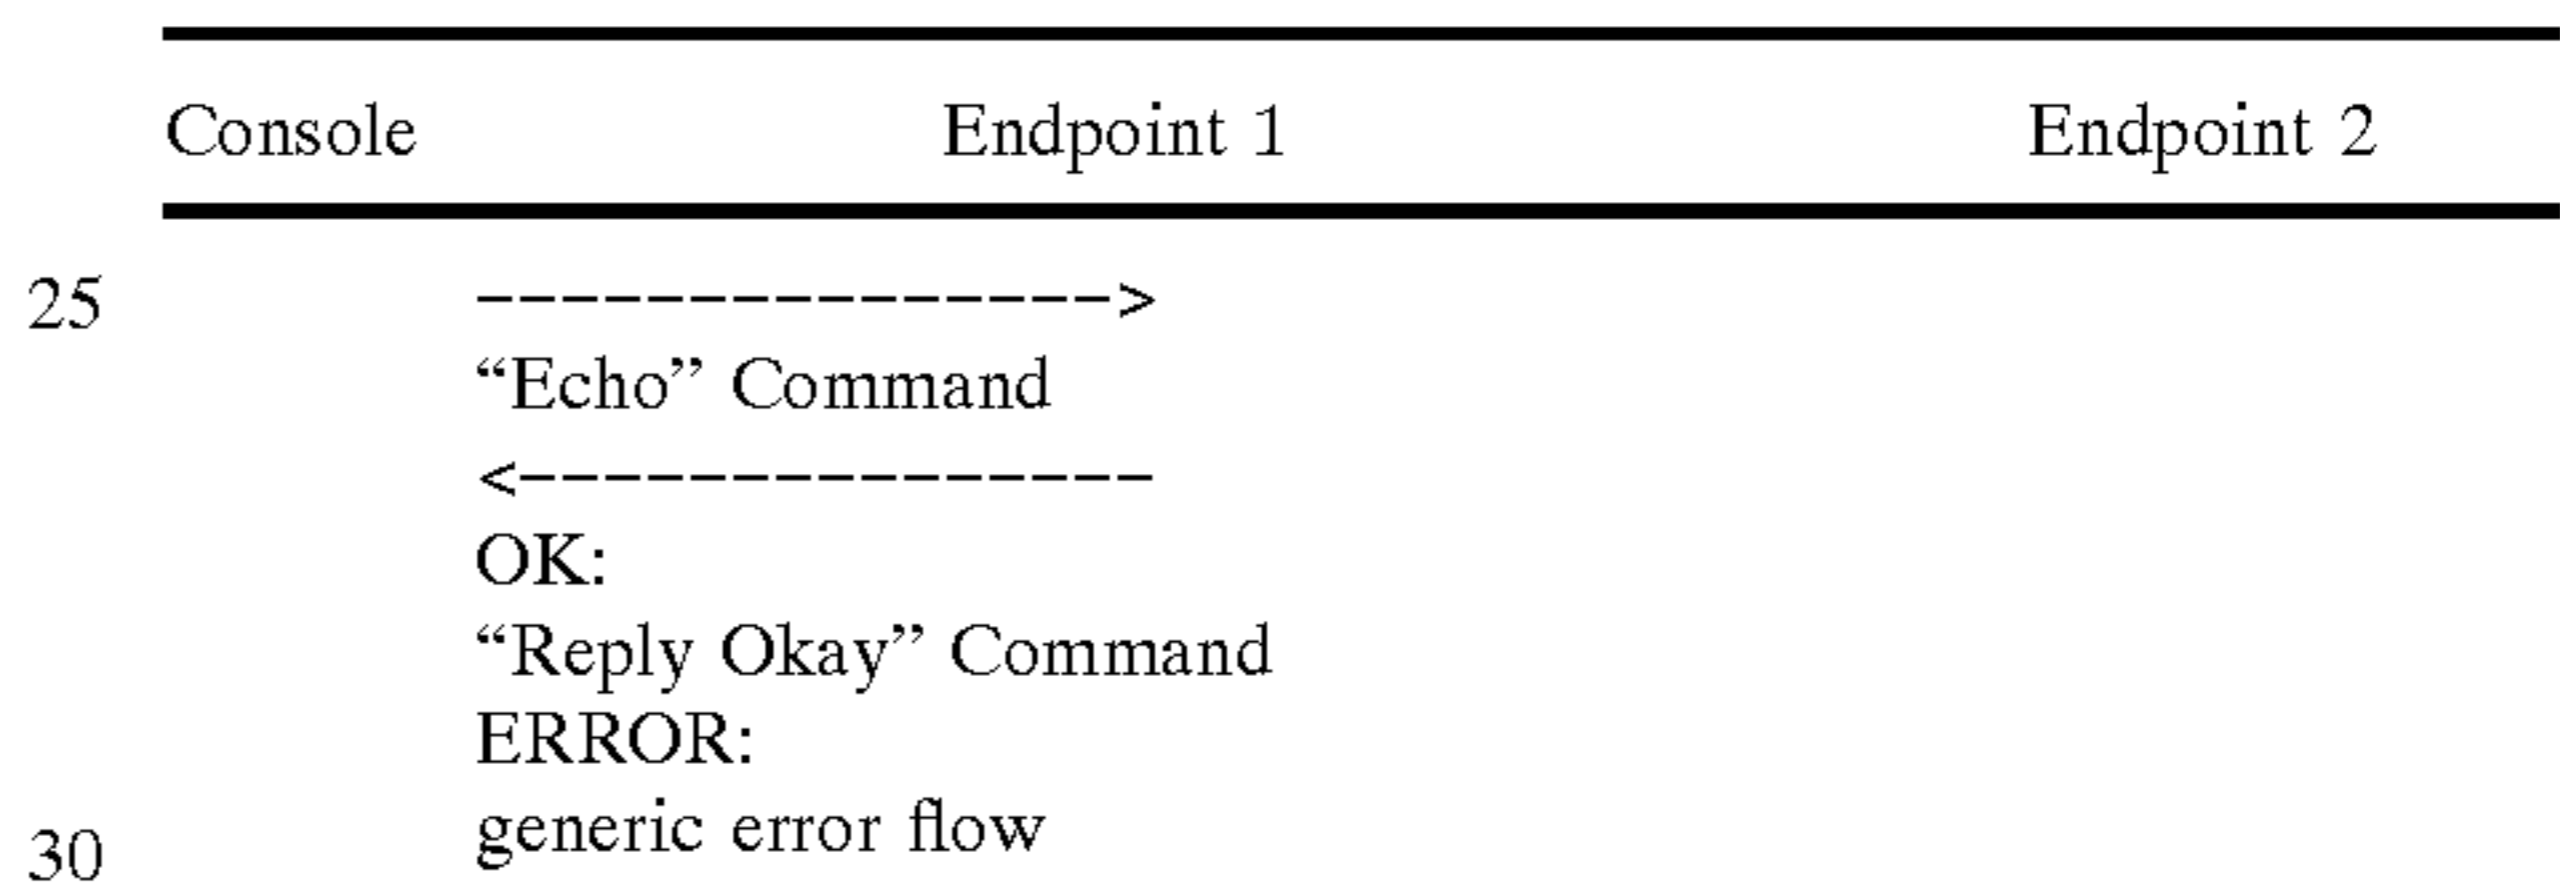 Console Endpoint 1 Endpoint 2
25 ---------------->
“Echo” Command
<---------------
OK:
“Reply Okay” Command
ERROR:
30 generic error flow